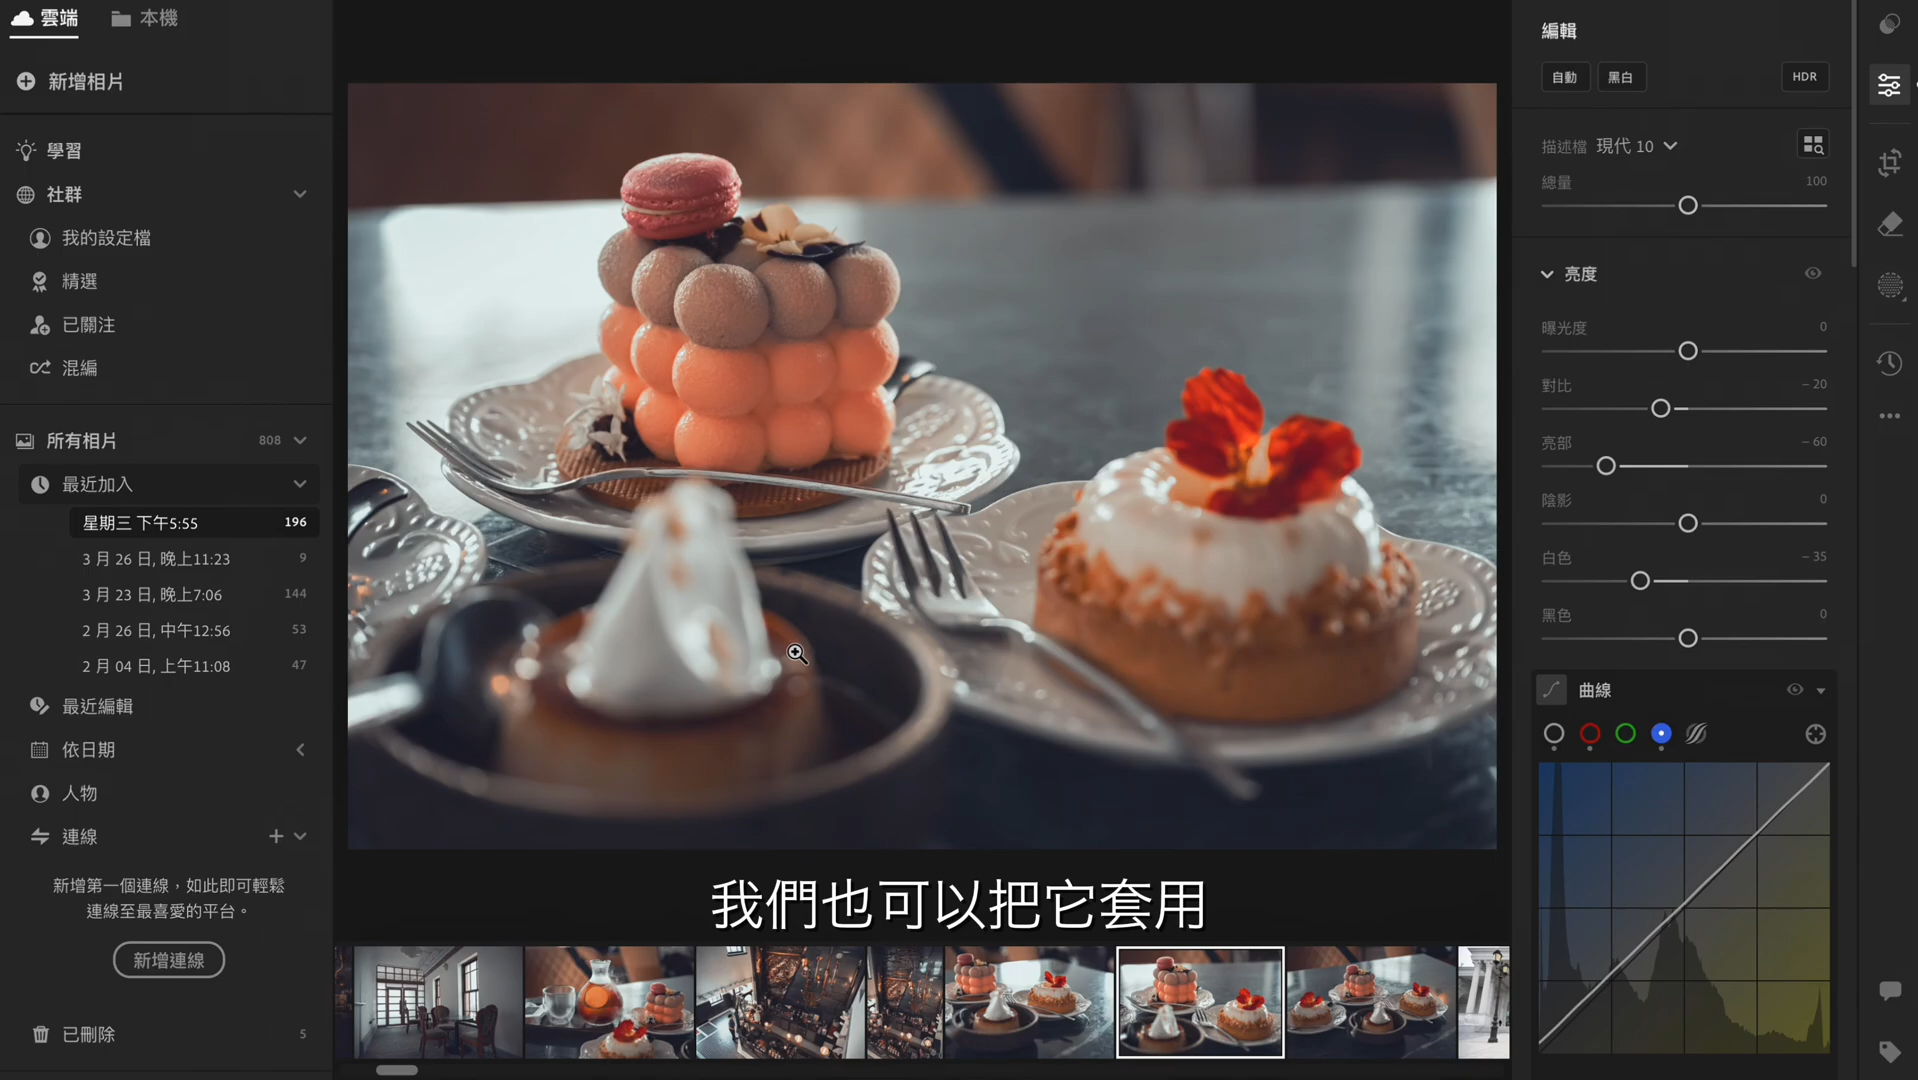 雲端
本機
新增相片
學習
社群
我的設定檔
精選
已關注
混編
所有相片 808
最近加入
星期三 下午5:55 196
3 月 26 日, 晚上11:23 9
3 月 23 日, 晚上7:06 144
2 月 26 日, 中午12:56 53
2 月 04 日, 上午11:08 47
最近編輯
依日期
人物
連線
新增第一個連線，如此即可輕鬆
連線至最喜愛的平台。
新增連線
已刪除 5
我們也可以把它套用
編輯
自動 黑白 HDR
描述檔 現代 10
總量 100
亮度
曝光度 0
對比 – 20
亮部 – 60
陰影 0
白色 – 35
黑色 0
曲線